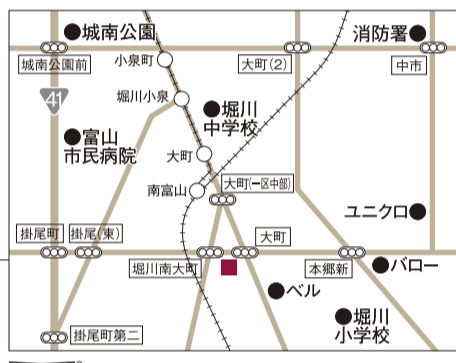 城南公園
消防署
城南公園前
小泉町
大町(2)
中市
41
堀川小泉
堀川
中学校
富山
市民病院
大町
南富山
大町(一区中部)
ユニクロ
掛尾町
掛尾(東)
大町
堀川南大町
本郷新
バロー
ベル
堀川
小学校
掛尾町第二